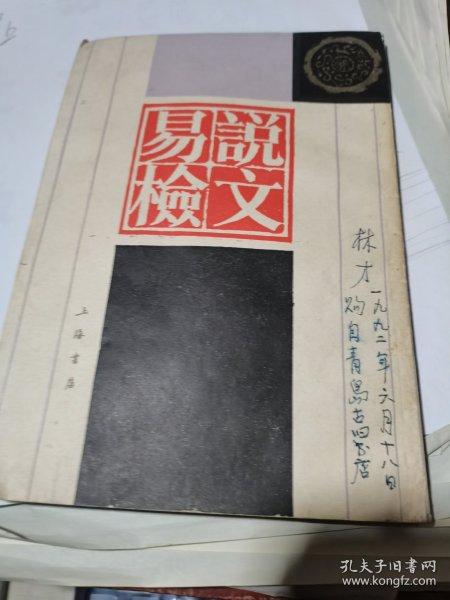 説文
易檢
上海書店
林才
一九九二年六月十八日
购自青岛古旧书店
孔夫子旧书网
www.kongfz.com